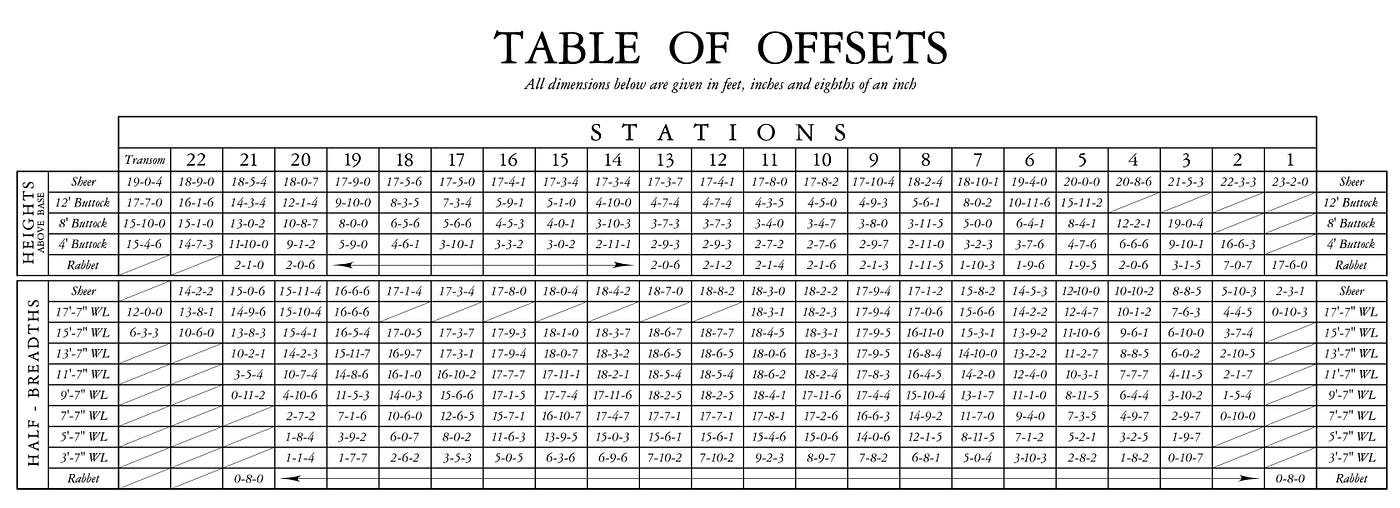 TABLE OF OFFSETS
All dimensions below are given in feet, inches and eighths of an inch
STATIONS
Transom 22 21 20 19 18 17 16 15 14 13 12 11 10 9 8 7 6 5 4 3 2 1
HEIGHTS ABOVE BASE
Sheer 19-0-4 18-9-0 18-5-4 18-0-7 17-9-0 17-5-6 17-5-0 17-4-1 17-3-4 17-3-4 17-3-7 17-4-1 17-8-0 17-8-2 17-10-4 18-2-4 18-10-1 19-4-0 20-0-0 20-8-6 21-5-3 22-3-3 23-2-0 Sheer
12' Buttock 17-7-0 16-1-6 14-3-4 12-1-4 9-10-0 8-3-5 7-3-4 5-9-1 5-1-0 4-10-0 4-7-4 4-7-4 4-3-5 4-5-0 4-9-3 5-6-1 8-0-2 10-11-6 15-11-2 12' Buttock
8' Buttock 15-10-0 15-1-0 13-0-2 10-8-7 8-0-0 6-5-6 5-6-6 4-5-3 4-0-1 3-10-3 3-7-3 3-7-3 3-4-0 3-4-7 3-8-0 3-11-5 5-0-0 6-4-1 8-4-1 12-2-1 19-0-4 8' Buttock
4' Buttock 15-4-6 14-7-3 11-10-0 9-1-2 5-9-0 4-6-1 3-10-1 3-3-2 3-0-2 2-11-1 2-9-3 2-9-3 2-7-2 2-7-6 2-9-7 2-11-0 3-2-3 3-7-6 4-7-6 6-6-6 9-10-1 16-6-3 4' Buttock
Rabbet 2-1-0 2-0-6 2-0-6 2-1-2 2-1-4 2-1-6 2-1-3 1-11-5 1-10-3 1-9-6 1-9-5 2-0-6 3-1-5 7-0-7 17-6-0 Rabbet
HALF - BREADTHS
Sheer 14-2-2 15-0-6 15-11-4 16-6-6 17-1-4 17-3-4 17-8-0 18-0-4 18-4-2 18-7-0 18-8-2 18-3-0 18-2-2 17-9-4 17-1-2 15-8-2 14-5-3 12-10-0 10-10-2 8-8-5 5-10-3 2-3-1 Sheer
17'-7" WL 12-0-0 13-8-1 14-9-6 15-10-4 16-6-6 18-3-1 18-2-3 17-9-4 17-0-6 15-6-6 14-2-2 12-4-7 10-1-2 7-6-3 4-4-5 0-10-3 17'-7" WL
15'-7" WL 6-3-3 10-6-0 13-8-3 15-4-1 16-5-4 17-0-5 17-3-7 17-9-3 18-1-0 18-3-7 18-6-7 18-7-7 18-4-5 18-3-1 17-9-5 16-11-0 15-3-1 13-9-2 11-10-6 9-6-1 6-10-0 3-7-4 15'-7" WL
13'-7" WL 10-2-1 14-2-3 15-11-7 16-9-7 17-3-1 17-9-4 18-0-7 18-3-2 18-6-5 18-6-5 18-0-6 18-3-3 17-9-5 16-8-4 14-10-0 13-2-2 11-2-7 8-8-5 6-0-2 2-10-5 13'-7" WL
11'-7" WL 3-5-4 10-7-4 14-8-6 16-1-0 16-10-2 17-7-7 17-11-1 18-2-1 18-5-4 18-5-4 18-6-2 18-2-4 17-8-3 16-4-5 14-2-0 12-4-0 10-3-1 7-7-7 4-11-5 2-1-7 11'-7" WL
9'-7" WL 0-11-2 4-10-6 11-5-3 14-0-3 15-6-6 17-1-5 17-7-4 17-11-6 18-2-5 18-2-5 18-4-1 17-11-6 17-4-4 15-10-4 13-1-7 11-1-0 8-11-5 6-4-4 3-10-2 1-5-4 9'-7" WL
7'-7" WL 2-7-2 7-1-6 10-6-0 12-6-5 15-7-1 16-10-7 17-4-7 17-7-1 17-7-1 17-8-1 17-2-6 16-6-3 14-9-2 11-7-0 9-4-0 7-3-5 4-9-7 2-9-7 0-10-0 7'-7" WL
5'-7" WL 1-8-4 3-9-2 6-0-7 8-0-2 11-6-3 13-9-5 15-0-3 15-6-1 15-6-1 15-4-6 15-0-6 14-0-6 12-1-5 8-11-5 7-1-2 5-2-1 3-2-5 1-9-7 5'-7" WL
3'-7" WL 1-1-4 1-7-7 2-6-2 3-5-3 5-0-5 6-3-6 6-9-6 7-10-2 7-10-2 9-2-3 8-9-7 7-8-2 6-8-1 5-0-4 3-10-3 2-8-2 1-8-2 0-10-7 3'-7" WL
Rabbet 0-8-0 0-8-0 Rabbet